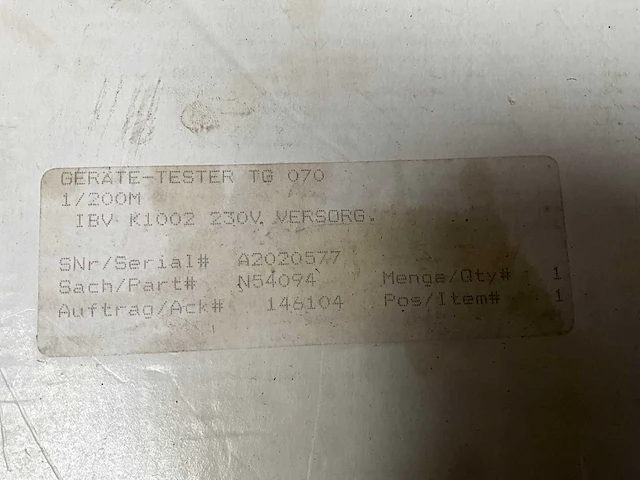 GERÄTE-TESTER TG 070
1/200M
IBV K1002 230V. VERSORG.
SNr/Serial# A2020577
Sach/Part# N54094 Menge/Qty# 1
Auftrag/Ack# 146104 Pos/Item# 1